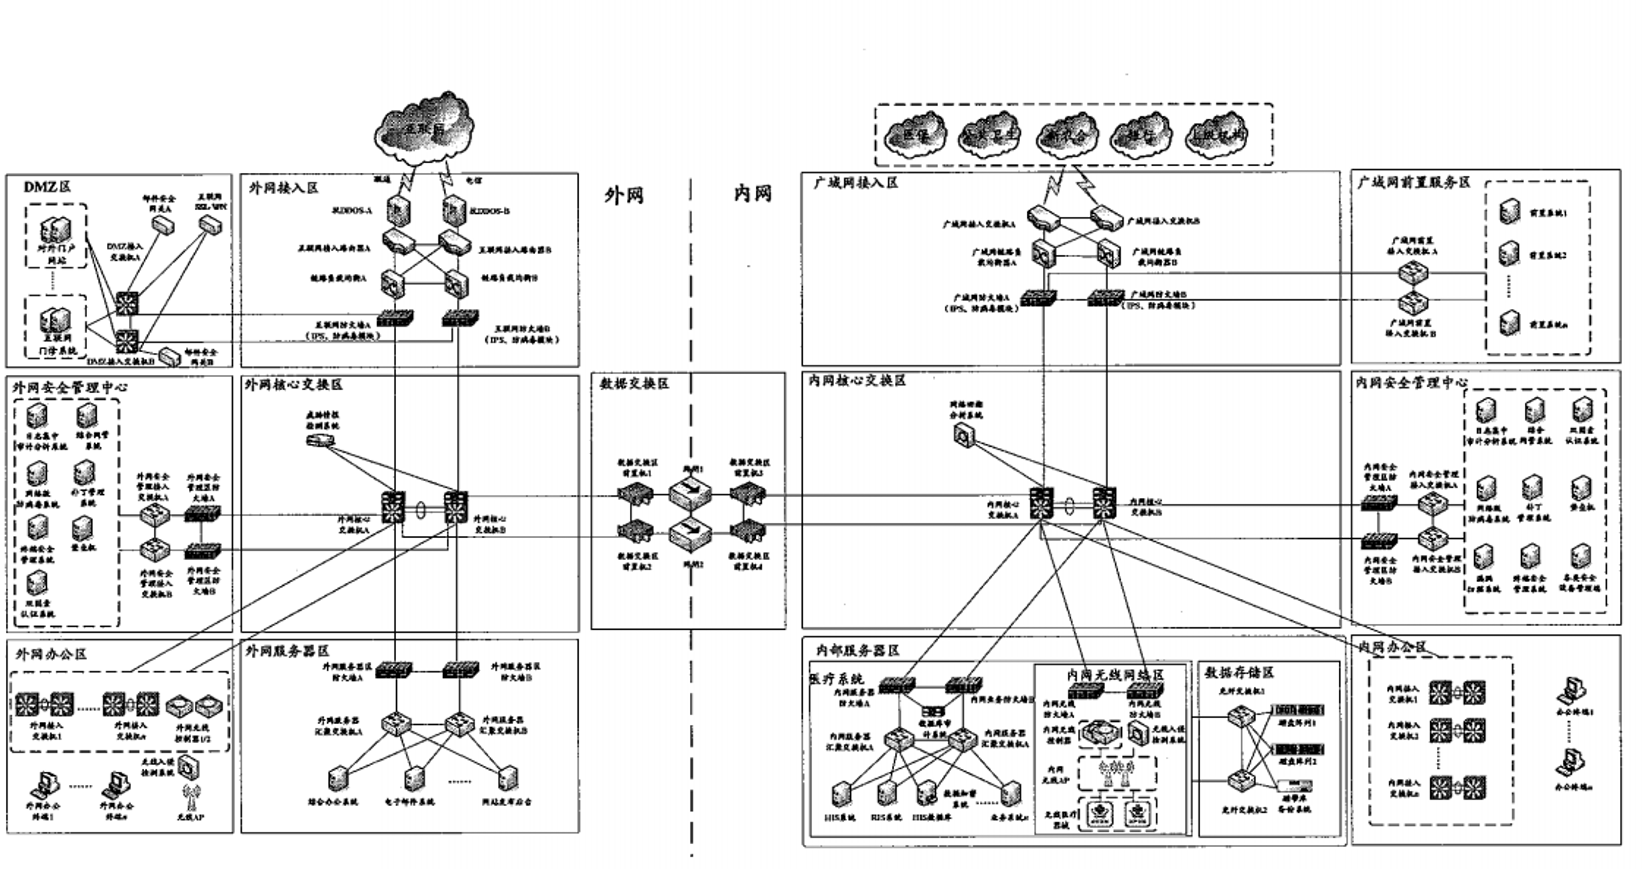 互联网
联通
电信
医保
公共卫生
新农合
银行
上级机构
外网
内网
DMZ区
对外门户
网站
互联网
门诊系统
DMZ接入
交换机A
DMZ接入交换机B
邮件安全
网关A
互联网
SSL VPN
邮件安全
网关B
外网接入区
抗DDOS-A
抗DDOS-B
互联网接入路由器A
互联网接入路由器B
链路负载均衡A
链路负载均衡B
互联网防火墙A
(IPS、防病毒模块)
互联网防火墙B
(IPS、防病毒模块)
广域网接入区
广域网接入交换机A
广域网接入交换机B
广域网链路负
载均衡器A
广域网链路负
载均衡器B
广域网防火墙A
(IPS、防病毒模块)
广域网防火墙B
(IPS、防病毒模块)
广域网前置服务区
广域网前置
接入交换机A
广域网前置
接入交换机B
前置系统1
前置系统2
前置系统n
外网安全管理中心
日志集中
审计分析系统
综合网管
系统
网络版
防病毒系统
补丁管理
系统
终端安全
管理系统
堡垒机
双因素
认证系统
外网安全
管理接入
交换机A
外网安全
管理区防
火墙A
外网安全
管理接入
交换机B
外网安全
管理区防
火墙B
外网核心交换区
威胁情报
检测系统
外网核心
交换机A
外网核心
交换机B
数据交换区
数据交换区
前置机1
网闸1
数据交换区
前置机3
数据交换区
前置机2
网闸2
数据交换区
前置机4
内网核心交换区
网络回溯
分析系统
内网核心
交换机A
内网核心
交换机B
内网安全管理中心
内网安全
管理区防
火墙A
内网安全管理
接入交换机A
内网安全
管理区防
火墙B
内网安全管理
接入交换机B
日志集中
审计分析系统
综合
网管系统
双因素
认证系统
网络版
防病毒系统
补丁
管理系统
堡垒机
漏洞
扫描系统
终端安全
管理系统
各类安全
设备管理端
外网办公区
外网接入
交换机1
外网接入
交换机n
外网无线
控制器1/2
无线入侵
检测系统
外网办公
终端1
外网办公
终端n
无线AP
外网服务器区
外网服务器区
防火墙A
外网服务器区
防火墙B
外网服务器
汇聚交换机A
外网服务器
汇聚交换机B
综合办公系统
电子邮件系统
网站发布后台
内部服务器区
医疗系统
内网服务器
防火墙A
内网业务防火墙B
数据库审
计系统
内网服务器
汇聚交换机A
内网服务器
汇聚交换机A
HIS系统
RIS系统
HIS数据库
数据加密
系统
业务系统n
内网无线网络区
内网无线
防火墙A
内网无线
防火墙B
内网无线
控制器
无线入侵
检测系统
内网
无线AP
无线医疗
器械
数据存储区
光纤交换机1
光纤交换机2
磁盘阵列1
磁盘阵列2
磁带库
备份系统
内网办公区
内网接入
交换机1
内网接入
交换机2
内网接入
交换机n
办公终端1
办公终端n